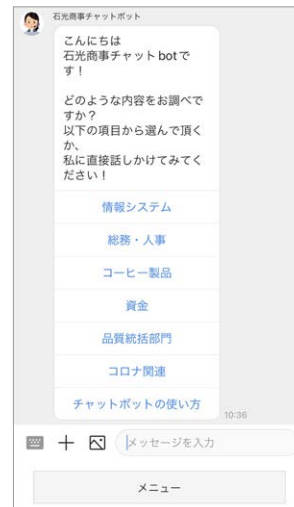 石光商事チャットボット
こんにちは
石光商事チャット botで
す！
どのような内容をお調べで
すか？
以下の項目から選んで頂く
か、
私に直接話しかけてみてく
ださい！
情報システム
総務・人事
コーヒー製品
資金
品質統括部門
コロナ関連
チャットボットの使い方
10:36
メッセージを入力
メニュー